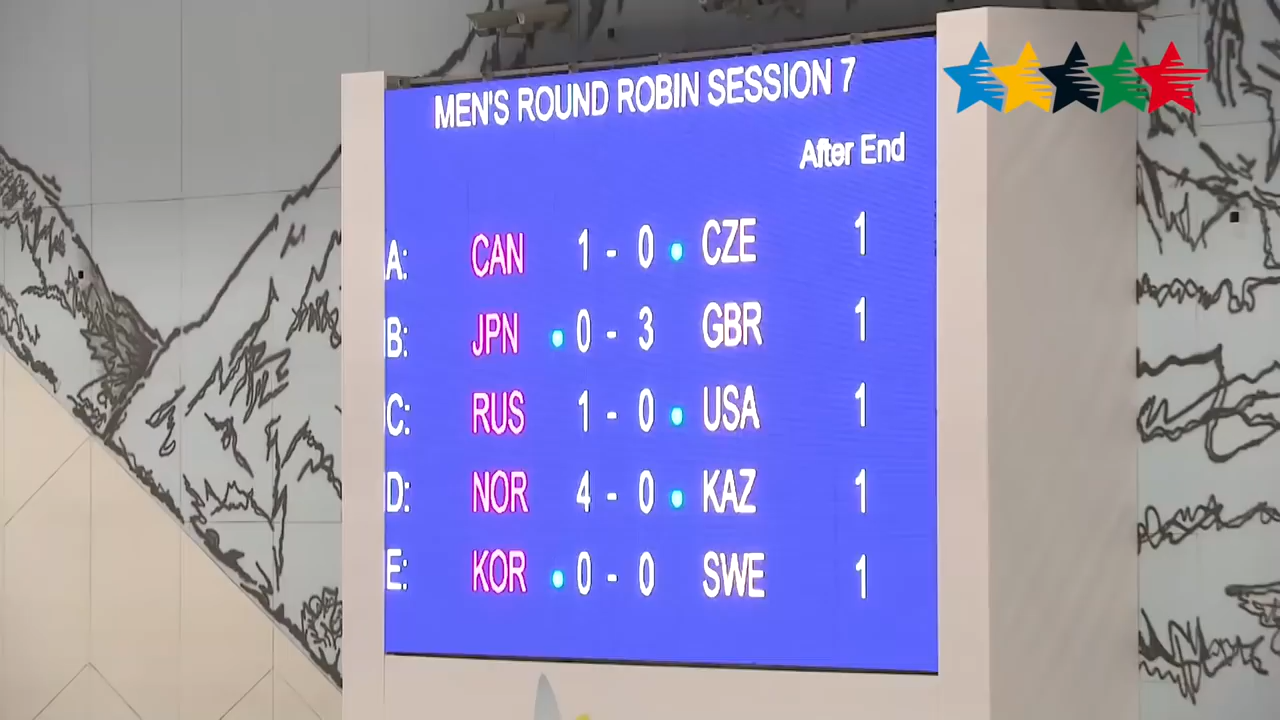 MEN'S ROUND ROBIN SESSION 7
After End
A: CAN 1 - 0 CZE 1
B: JPN 0 - 3 GBR 1
C: RUS 1 - 0 USA 1
D: NOR 4 - 0 KAZ 1
E: KOR 0 - 0 SWE 1